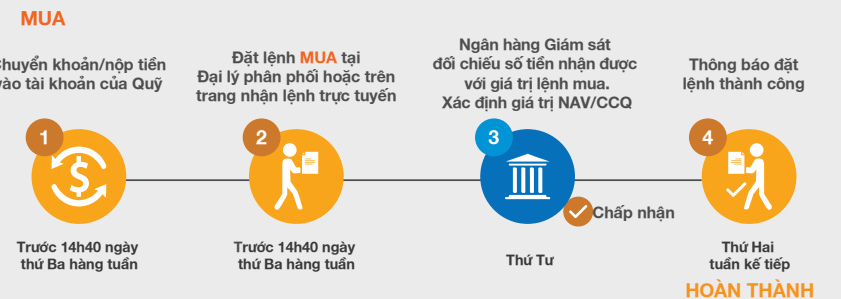 MUA
Chuyển khoản/nộp tiền
vào tài khoản của Quỹ
1
Trước 14h40 ngày
thứ Ba hàng tuần
Đặt lệnh MUA tại
Đại lý phân phối hoặc trên
trang nhận lệnh trực tuyến
2
Trước 14h40 ngày
thứ Ba hàng tuần
Ngân hàng Giám sát
đối chiếu số tiền nhận được
với giá trị lệnh mua.
Xác định giá trị NAV/CCQ
3
Chấp nhận
Thứ Tư
Thông báo đặt
lệnh thành công
4
Thứ Hai
tuần kế tiếp
HOÀN THÀNH